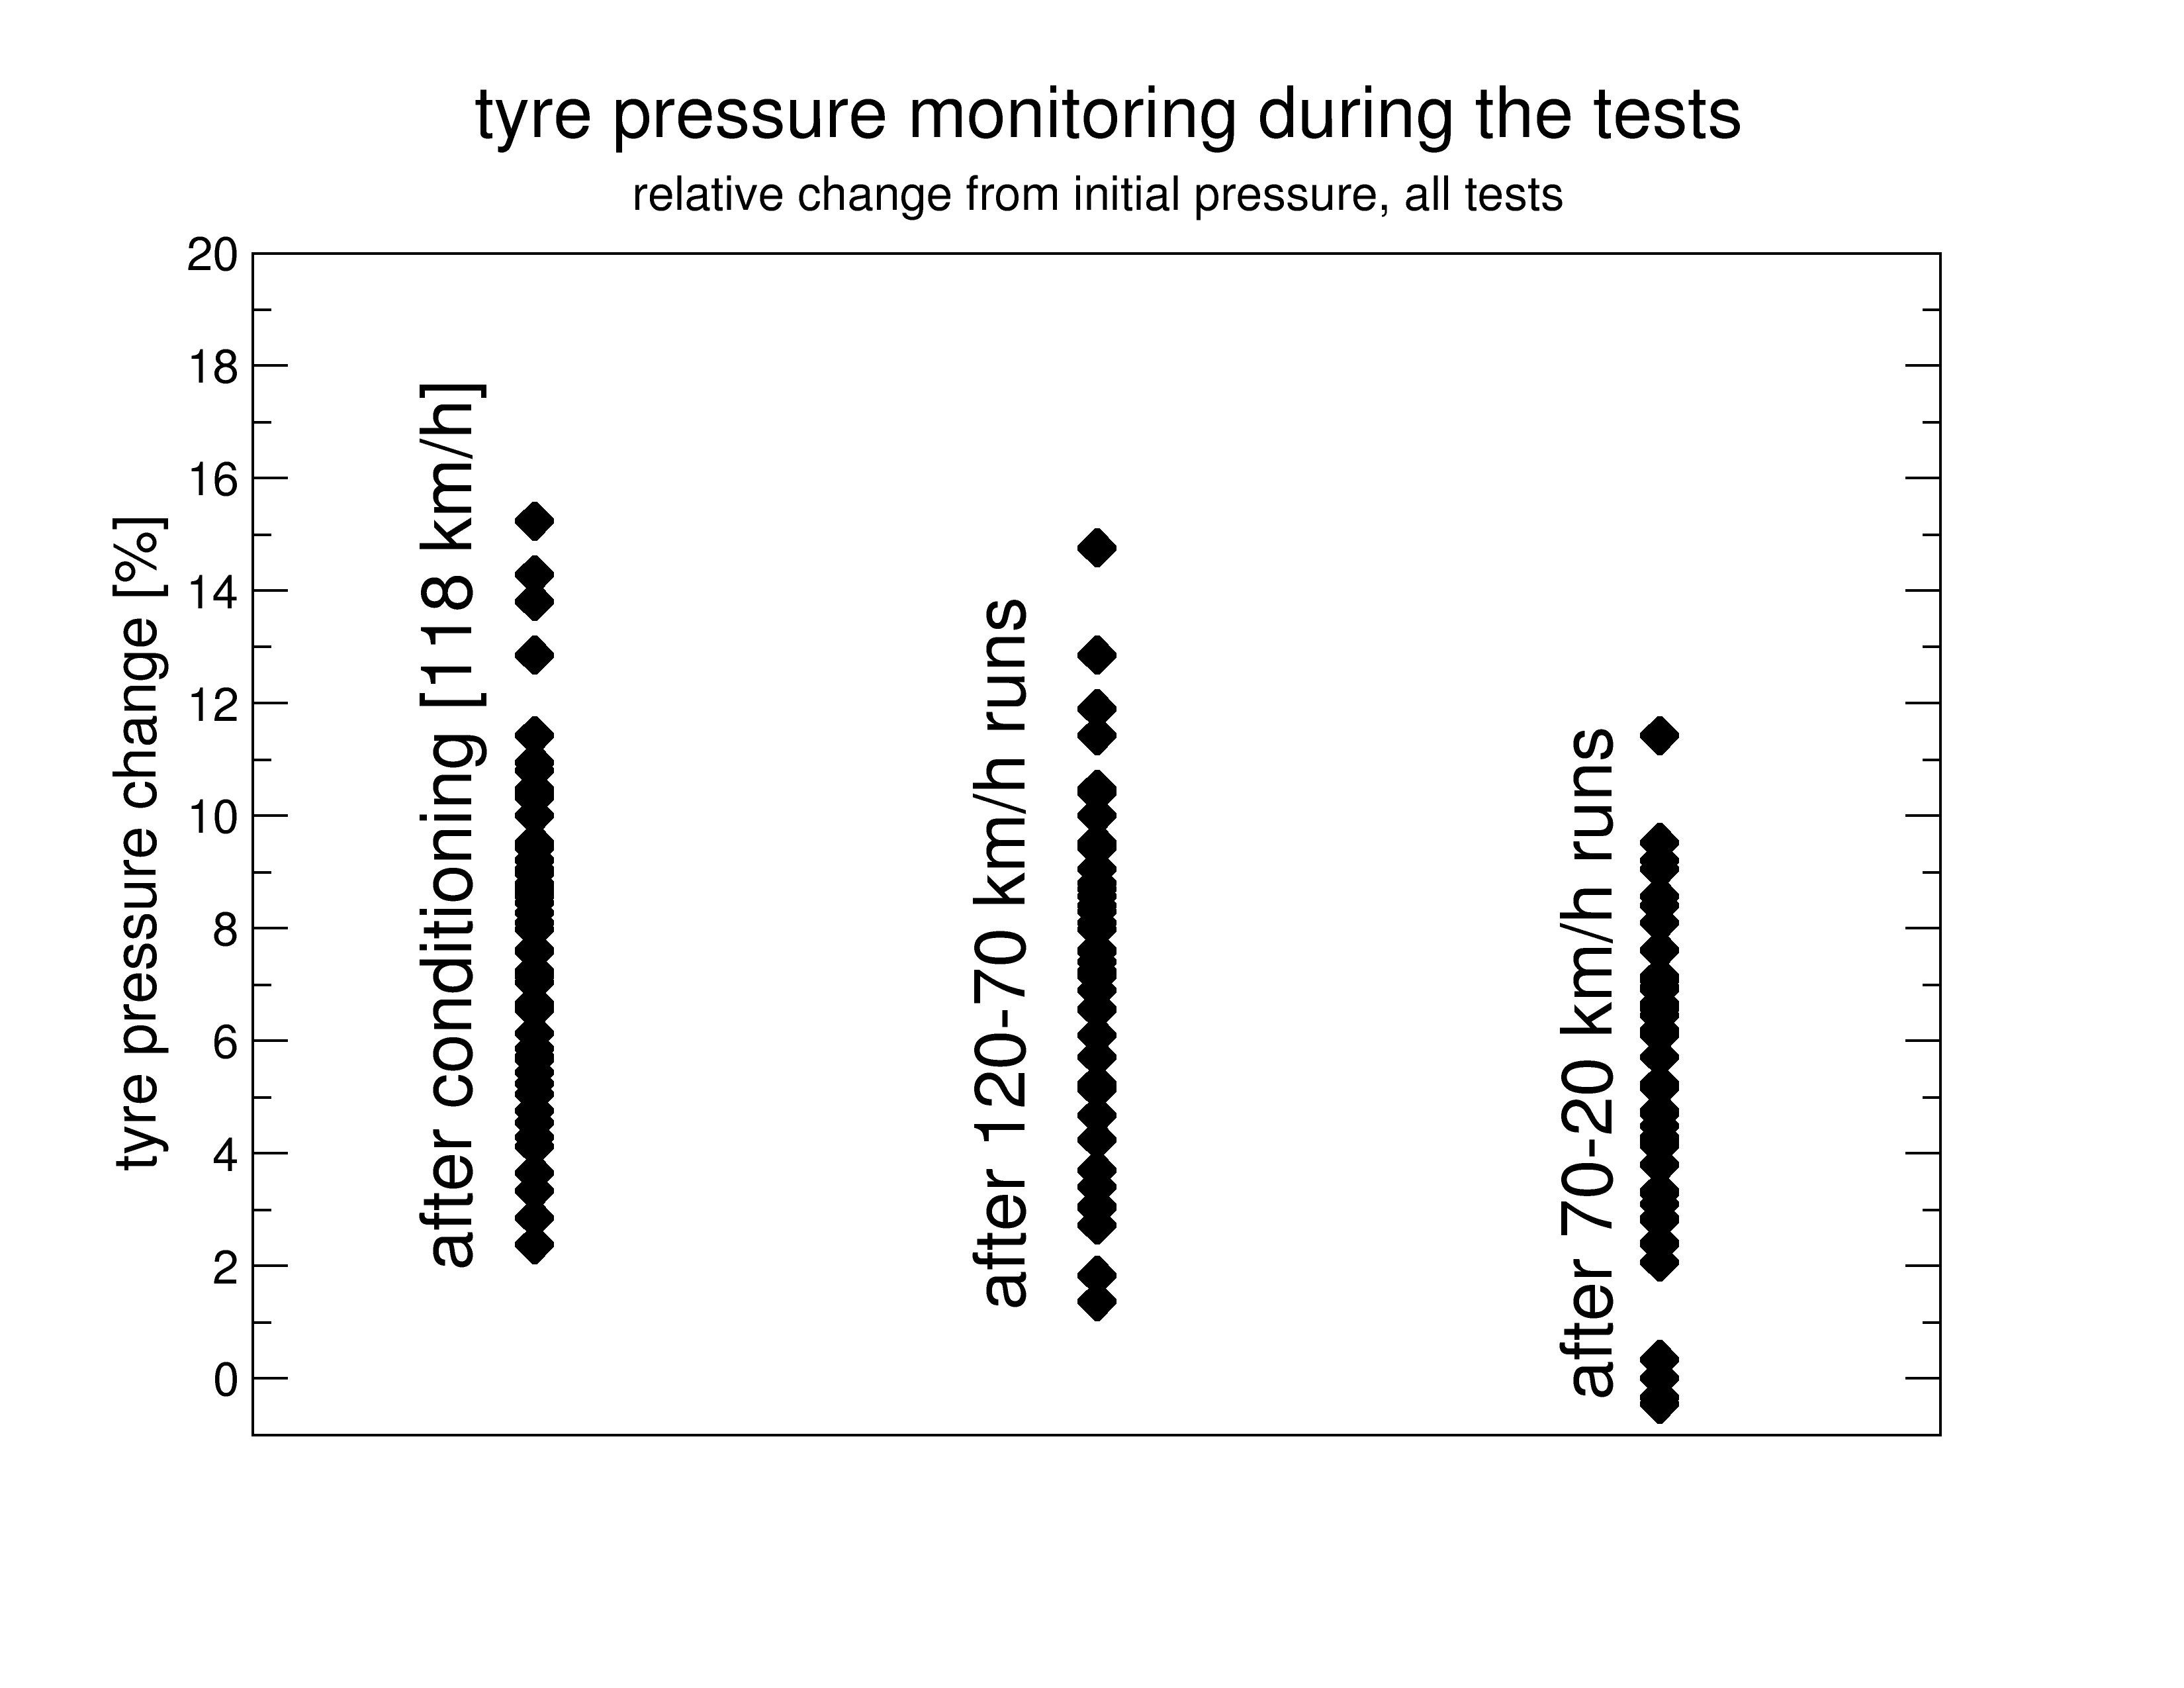 tyre pressure monitoring during the tests
relative change from initial pressure, all tests
tyre pressure change [%]
20
18
16
14
12
10
8
6
4
2
0
after conditioning [118 km/h]
after 120-70 km/h runs
after 70-20 km/h runs